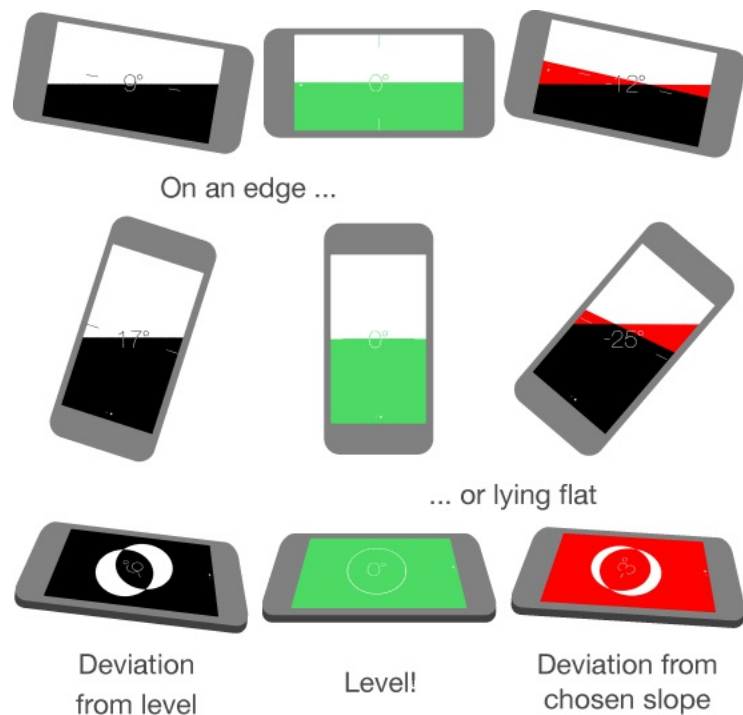 9° 0° -12°
On an edge ...
17° 0° -25°
... or lying flat
0° -3°
Deviation
from level
Level!
Deviation from
chosen slope